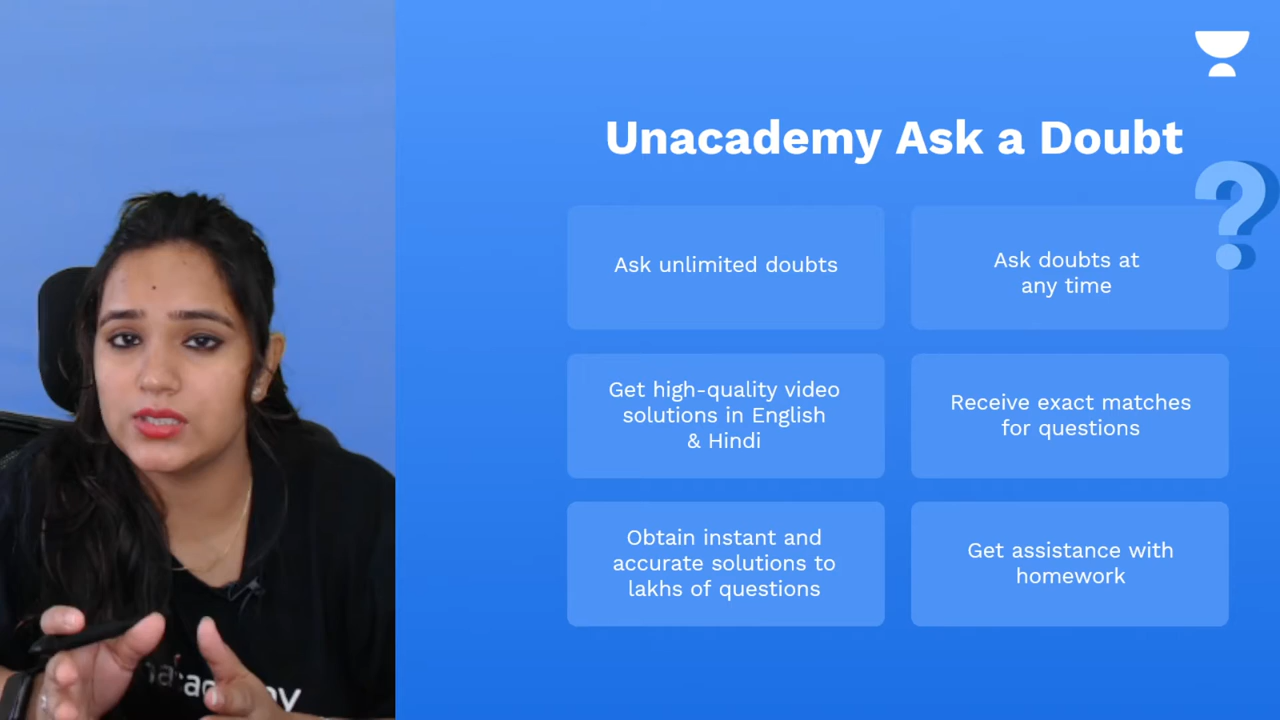 Unacademy Ask a Doubt
Ask unlimited doubts
Ask doubts at
any time
Get high-quality video
solutions in English
& Hindi
Receive exact matches
for questions
Obtain instant and
accurate solutions to
lakhs of questions
Get assistance with
homework
?